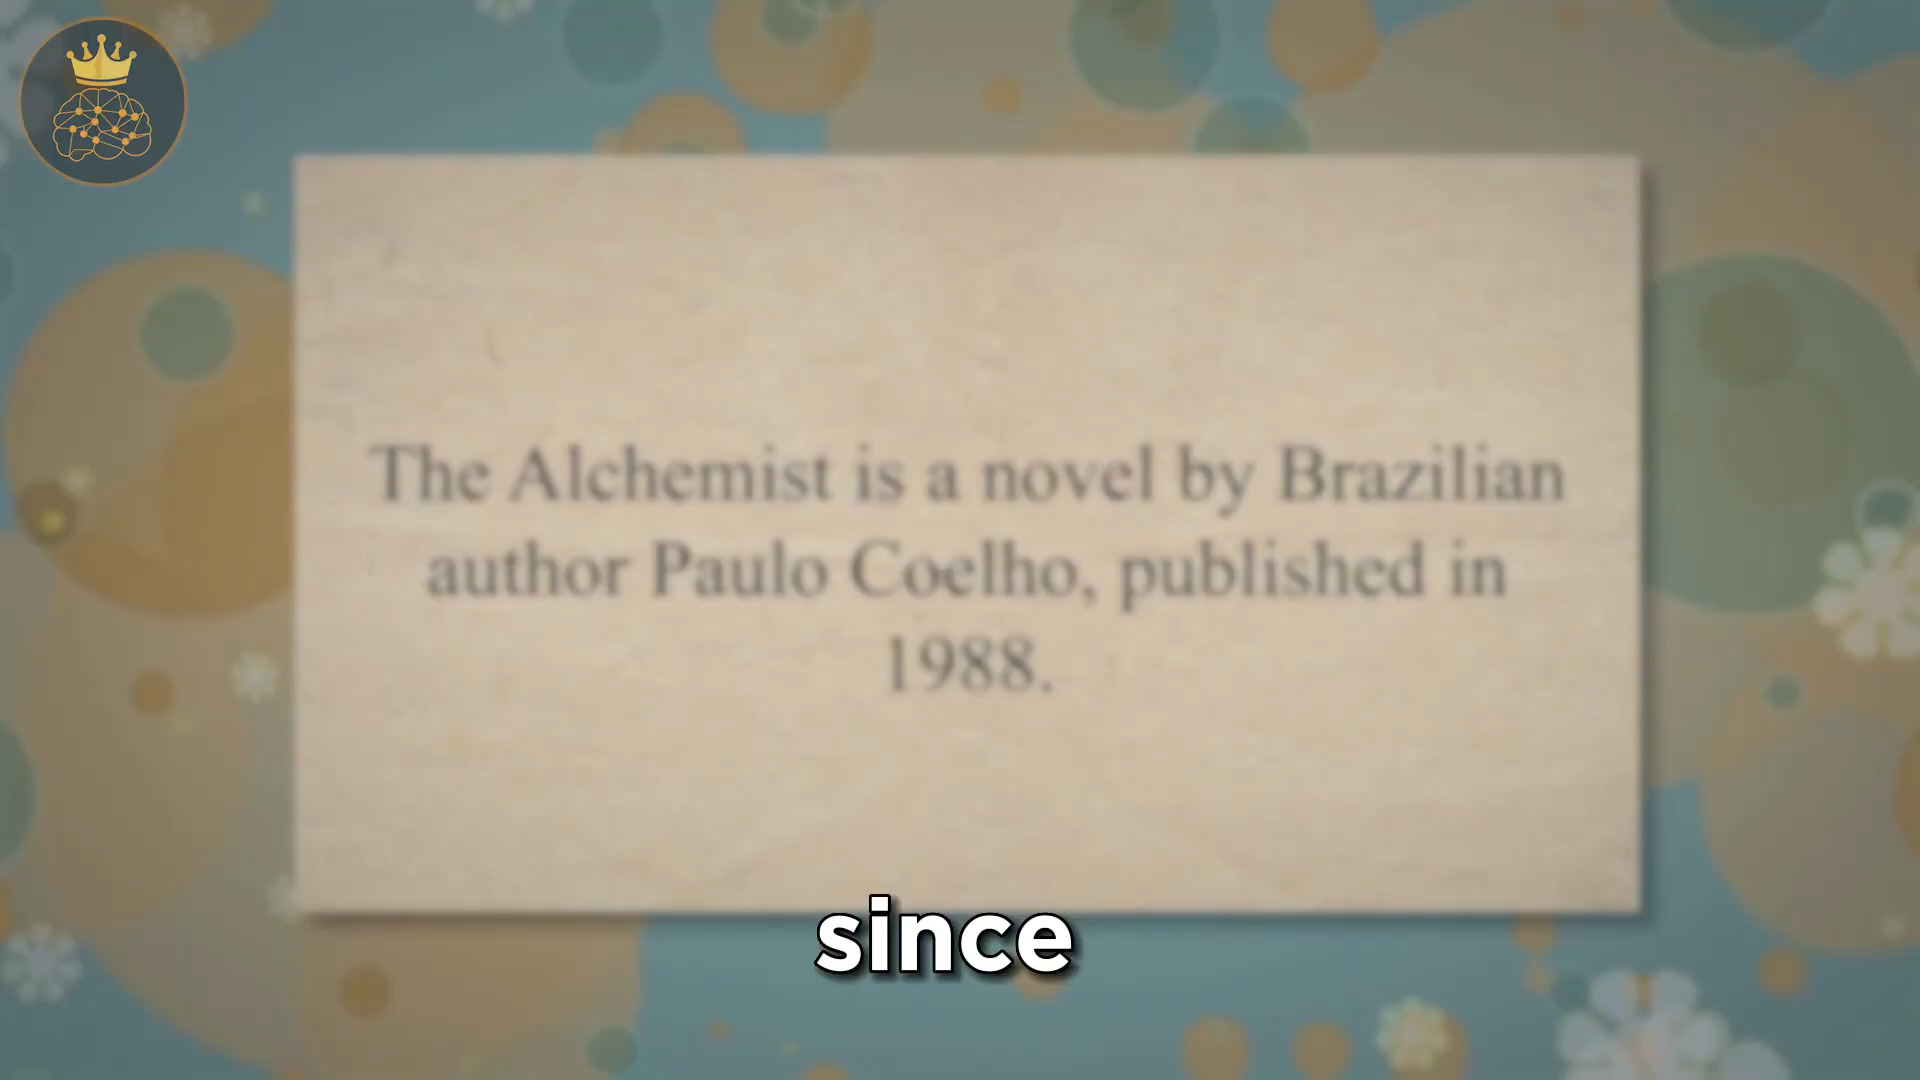 The Alchemist is a novel by Brazilian
author Paulo Coelho, published in
1988.
since